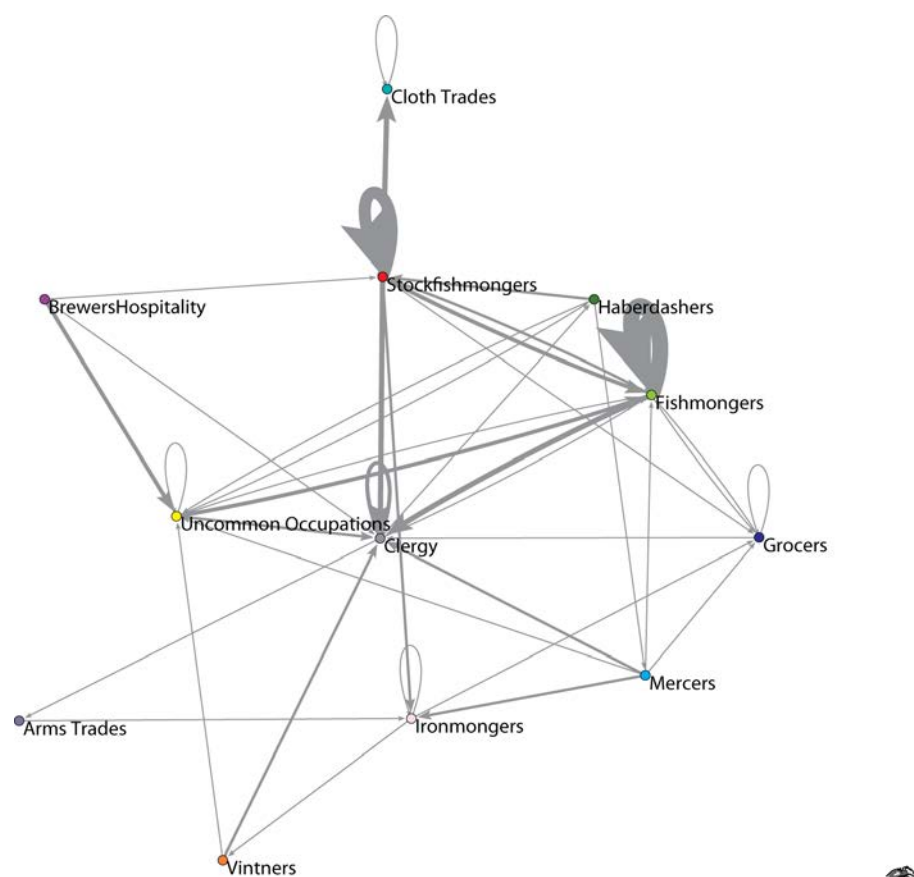 Cloth Trades
Stockfishmongers
BrewersHospitality
Haberdashers
Fishmongers
Uncommon Occupations
Clergy
Grocers
Mercers
Arms Trades
Ironmongers
Vintners